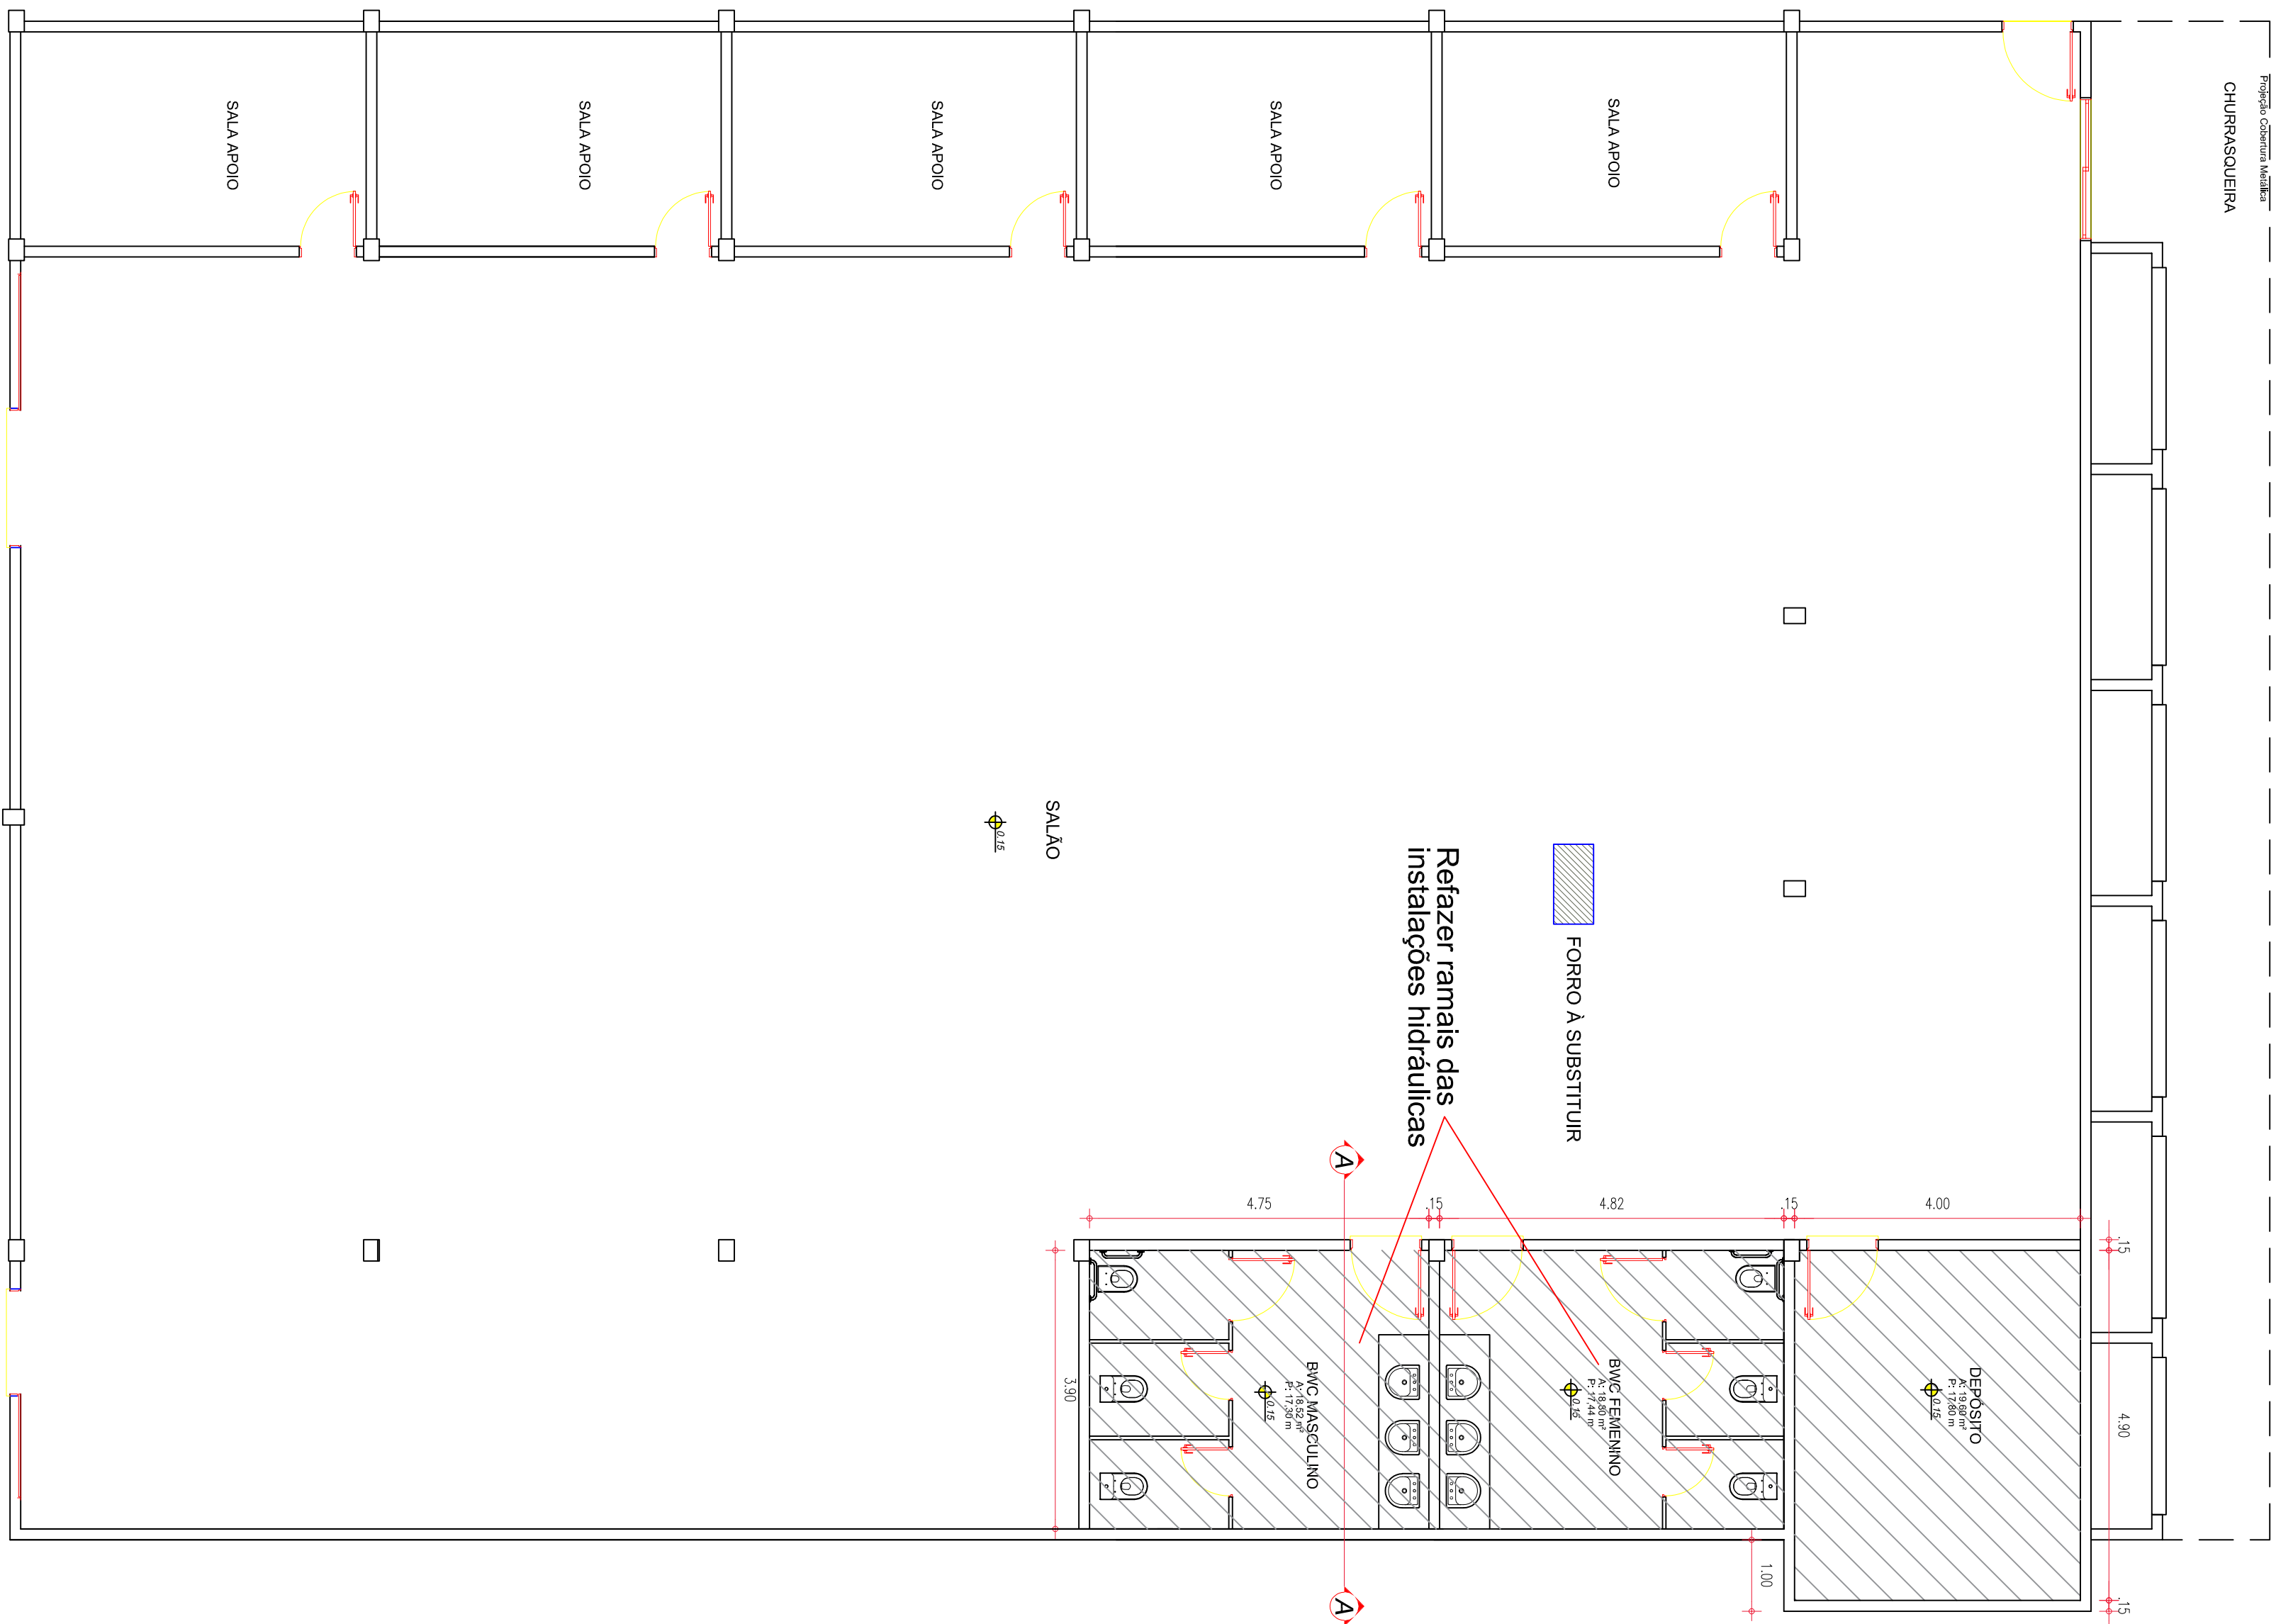 Projeção Cobertura Metálica
CHURRASQUEIRA
SALA APOIO
SALA APOIO
SALA APOIO
SALA APOIO
SALA APOIO
SALÃO
0.15
Refazer ramais das
instalações hidráulicas
FORRO À SUBSTITUIR
A
A
4.75
.15
4.82
.15
4.00
.15
4.90
.15
3.90
1.00
BWC MASCULINO
A: 18,52 m²
P: 17,30 m
0.15
BWC FEMENINO
A: 18,80 m²
P: 17,44 m
0.15
DEPÓSITO
A: 19,60 m²
P: 17,80 m
0.15